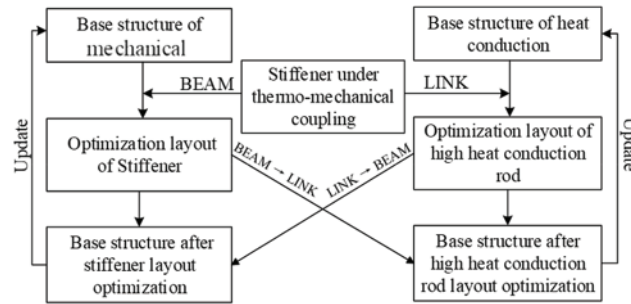 Base structure of
mechanical
Base structure of heat
conduction
BEAM
Stiffener under
thermo-mechanical
coupling
LINK
Update
Optimization layout
of Stiffener
BEAM → LINK
LINK → BEAM
Optimization layout of
high heat conduction
rod
Update
Base structure after
stiffener layout
optimization
Base structure after
high heat conduction
rod layout optimization